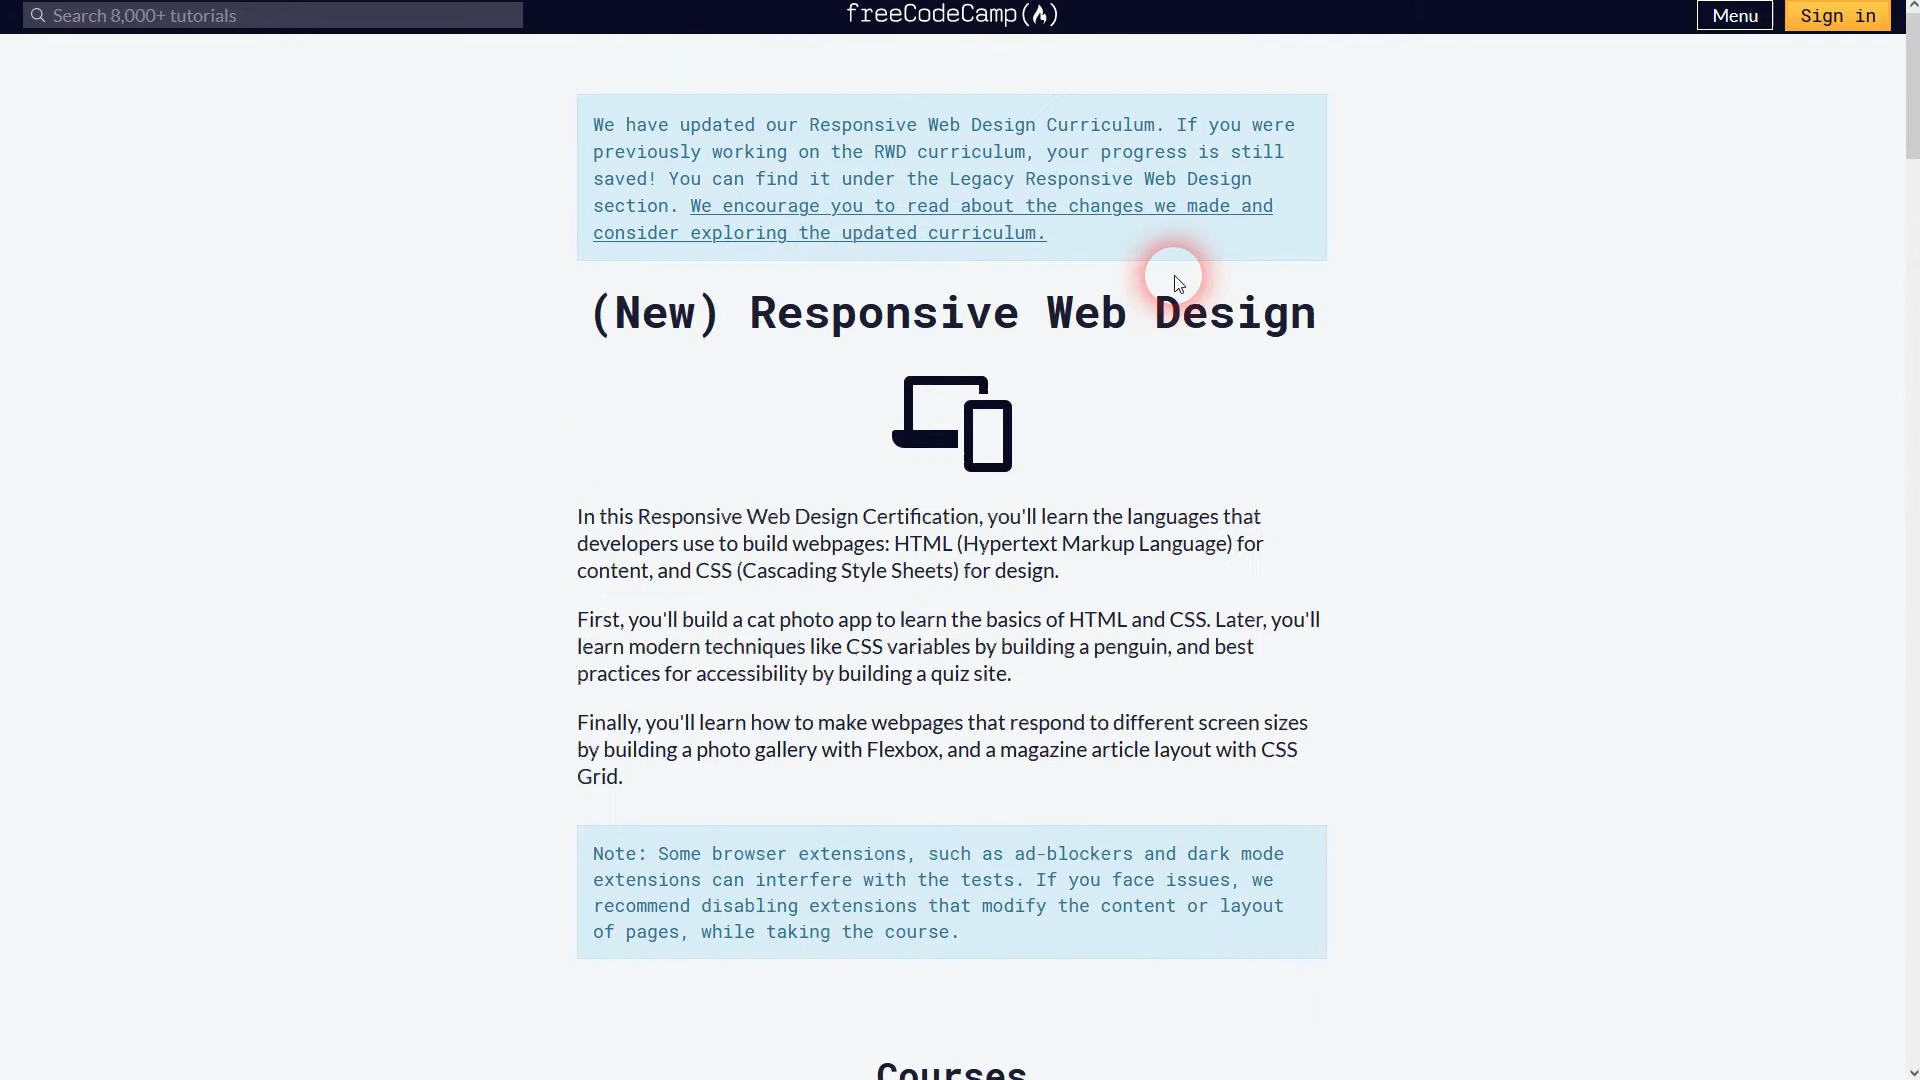 Search 8,000+ tutorials
freeCodeCamp
Menu
Sign in
We have updated our Responsive Web Design Curriculum. If you were
previously working on the RWD curriculum, your progress is still
saved! You can find it under the Legacy Responsive Web Design
section. We encourage you to read about the changes we made and
consider exploring the updated curriculum.
(New) Responsive Web Design
In this Responsive Web Design Certification, you'll learn the languages that
developers use to build webpages: HTML (Hypertext Markup Language) for
content, and CSS (Cascading Style Sheets) for design.
First, you'll build a cat photo app to learn the basics of HTML and CSS. Later, you'll
learn modern techniques like CSS variables by building a penguin, and best
practices for accessibility by building a quiz site.
Finally, you'll learn how to make webpages that respond to different screen sizes
by building a photo gallery with Flexbox, and a magazine article layout with CSS
Grid.
Note: Some browser extensions, such as ad-blockers and dark mode
extensions can interfere with the tests. If you face issues, we
recommend disabling extensions that modify the content or layout
of pages, while taking the course.
Courses